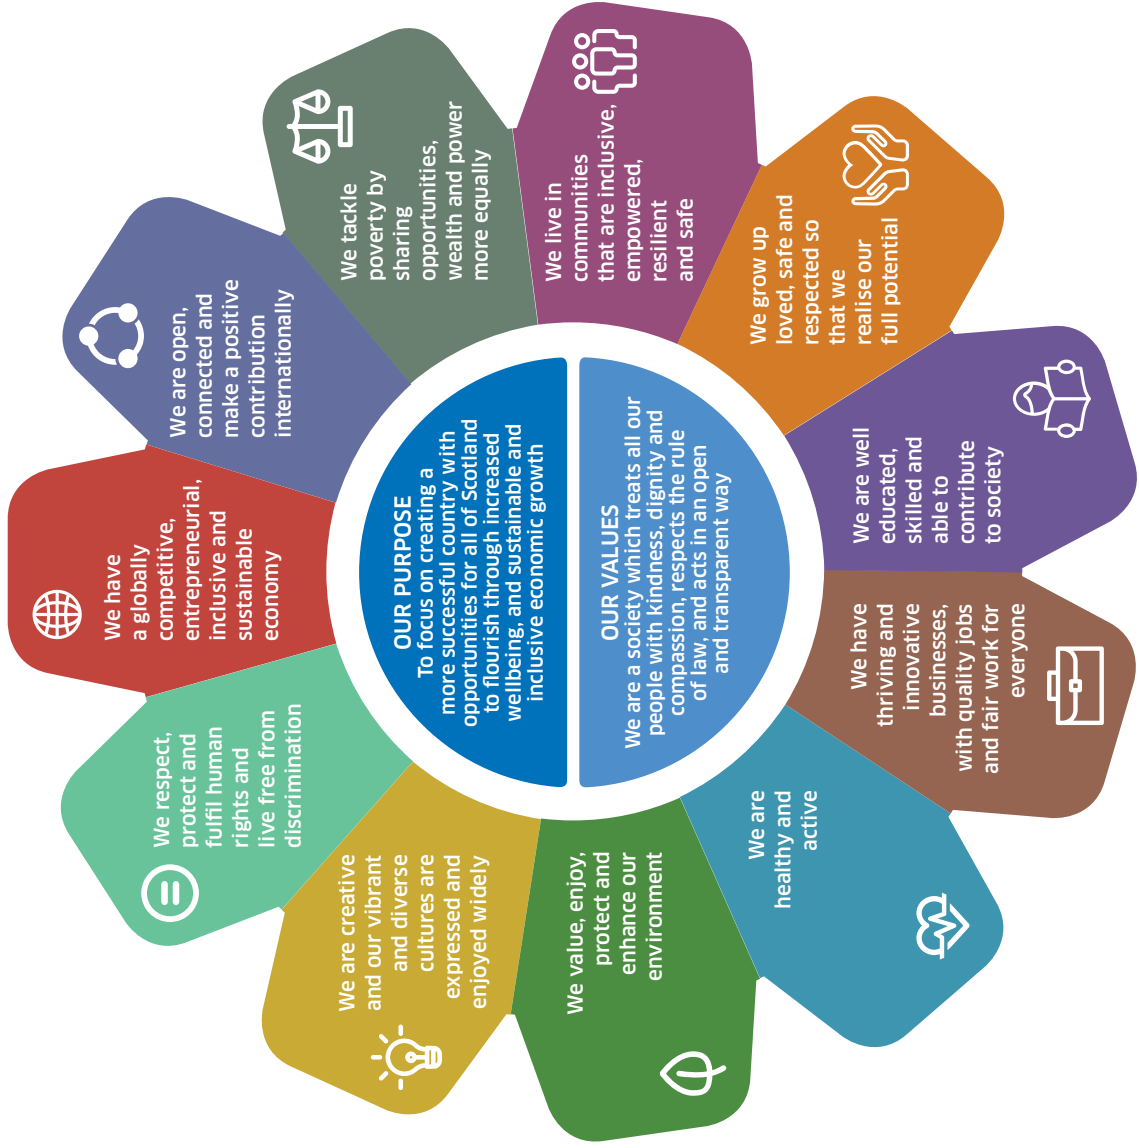 OUR PURPOSE
To focus on creating a
more successful country with
opportunities for all of Scotland
to flourish through increased
wellbeing, and sustainable and
inclusive economic growth
OUR VALUES
We are a society which treats all our
people with kindness, dignity and
compassion, respects the rule
of law, and acts in an open
and transparent way
We have
a globally
competitive,
entrepreneurial,
inclusive and
sustainable
economy
We are open,
connected and
make a positive
contribution
internationally
We tackle
poverty by
sharing
opportunities,
wealth and power
more equally
We live in
communities
that are inclusive,
empowered,
resilient
and safe
We grow up
loved, safe and
respected so
that we
realise our
full potential
We are well
educated,
skilled and
able to
contribute
to society
We have
thriving and
innovative
businesses,
with quality jobs
and fair work for
everyone
We are
healthy and
active
We value, enjoy,
protect and
enhance our
environment
We are creative
and our vibrant
and diverse
cultures are
expressed and
enjoyed widely
We respect,
protect and
fulfil human
rights and
live free from
discrimination